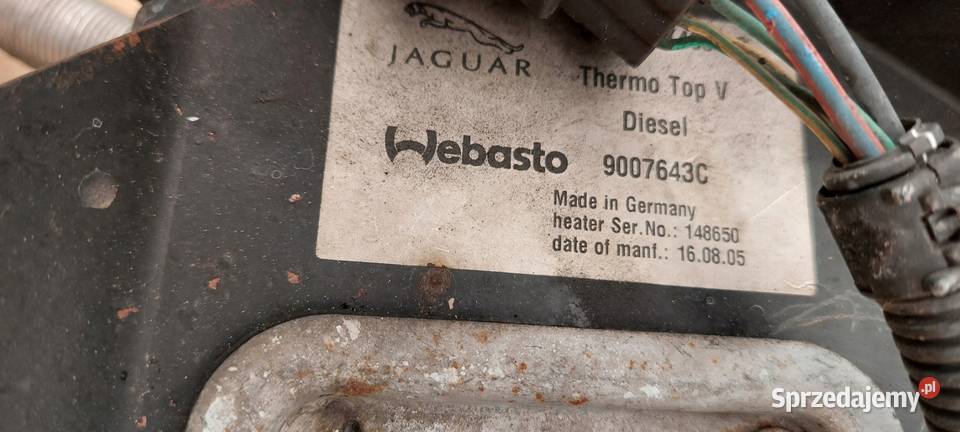 JAGUAR
Thermo Top V
Diesel
Webasto
9007643C
Made in Germany
heater Ser.No.: 148650
date of manf.: 16.08.05
Sprzedajemy.pl